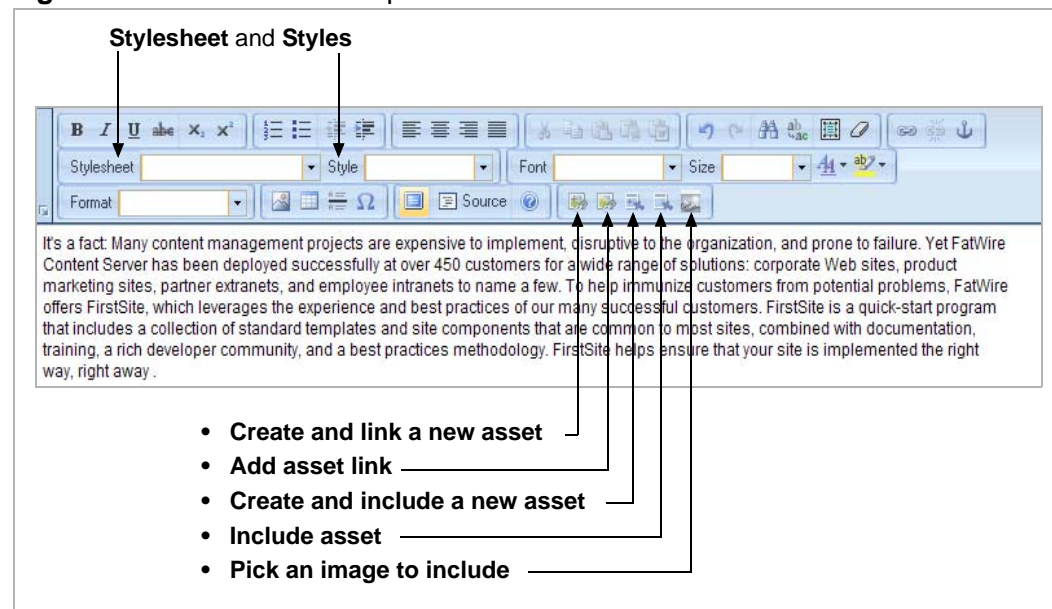 Stylesheet and Styles
B I U abc X₂ X²
Stylesheet Style Font Size
Format Source
It's a fact: Many content management projects are expensive to implement, disruptive to the organization, and prone to failure. Yet FatWire
Content Server has been deployed successfully at over 450 customers for a wide range of solutions: corporate Web sites, product
marketing sites, partner extranets, and employee intranets to name a few. To help immunize customers from potential problems, FatWire
offers FirstSite, which leverages the experience and best practices of our many successful customers. FirstSite is a quick-start program
that includes a collection of standard templates and site components that are common to most sites, combined with documentation,
training, a rich developer community, and a best practices methodology. FirstSite helps ensure that your site is implemented the right
way, right away .
• Create and link a new asset
• Add asset link
• Create and include a new asset
• Include asset
• Pick an image to include